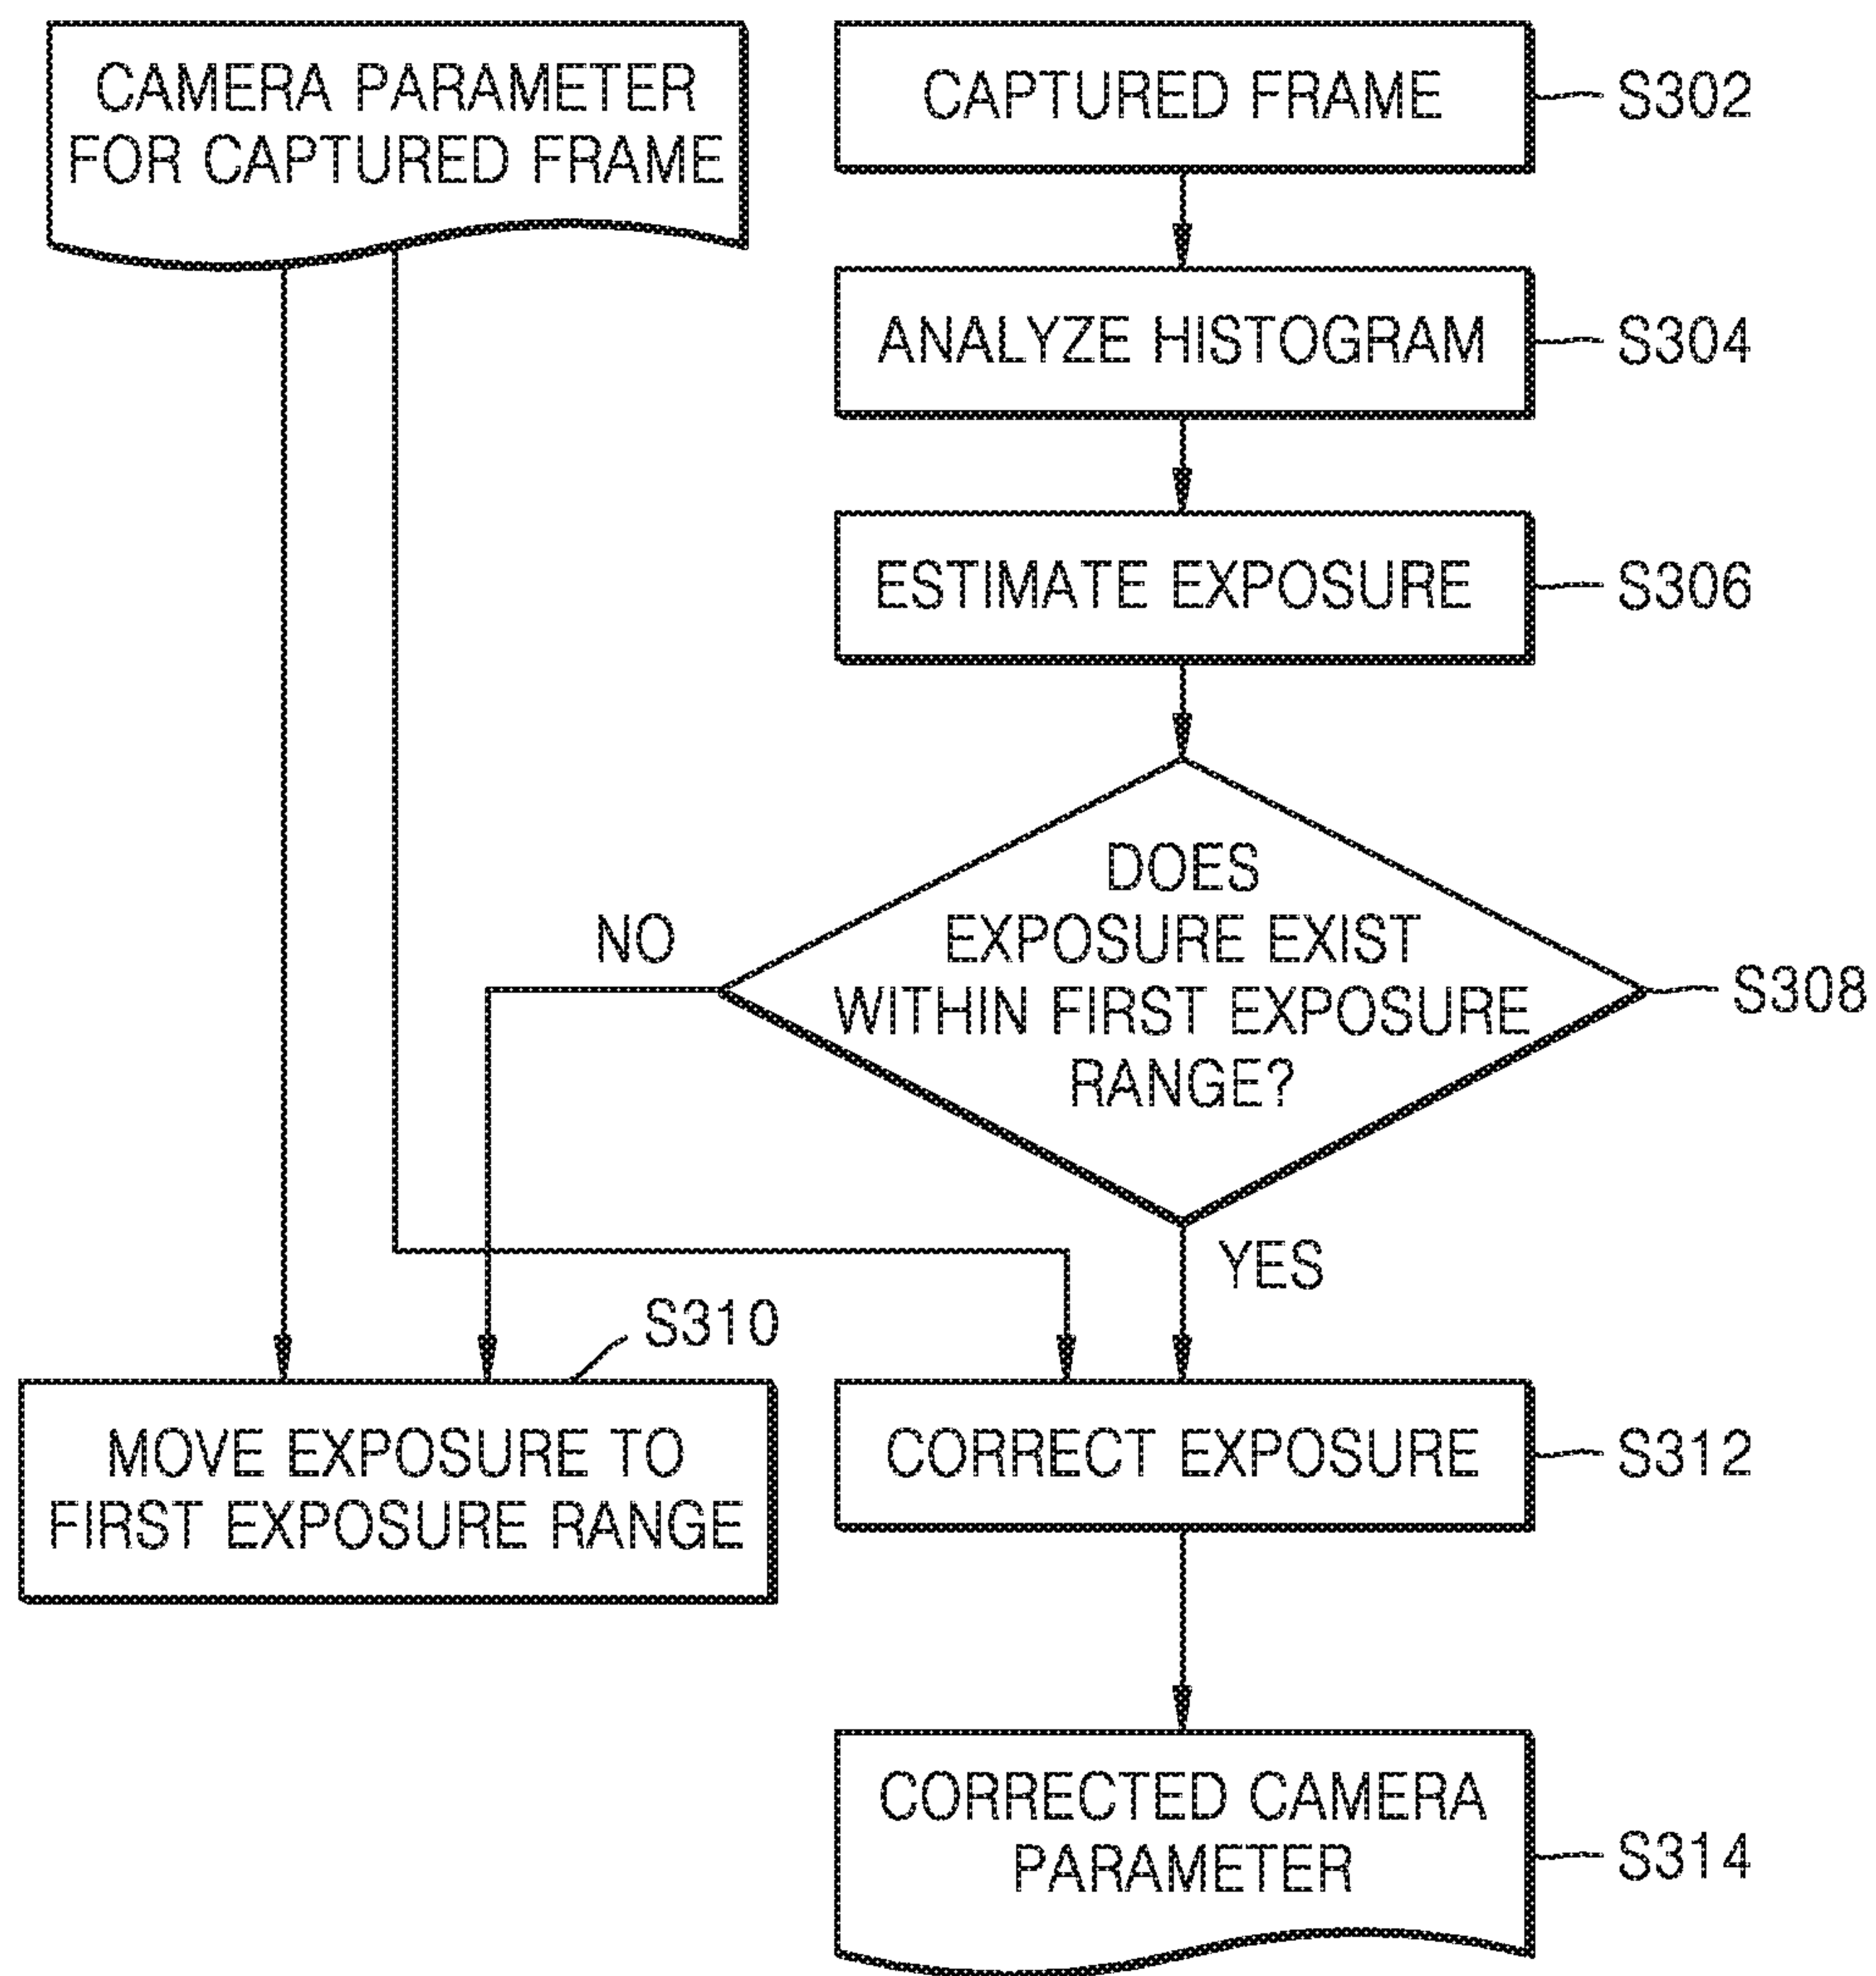 CAMERA PARAMETER
FOR CAPTURED FRAME
CAPTURED FRAME
S302
ANALYZE HISTOGRAM
S304
ESTIMATE EXPOSURE
S306
DOES
EXPOSURE EXIST
WITHIN FIRST EXPOSURE
RANGE?
S308
NO
YES
S310
MOVE EXPOSURE TO
FIRST EXPOSURE RANGE
CORRECT EXPOSURE
S312
CORRECTED CAMERA
PARAMETER
S314